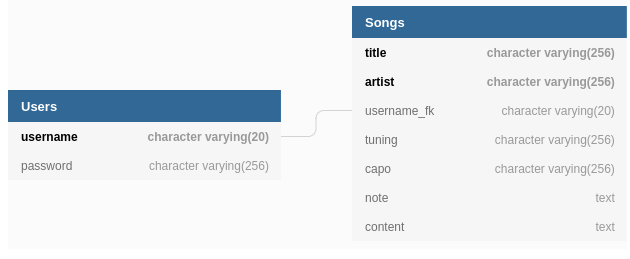 Users
username character varying(20)
password character varying(256)
Songs
title character varying(256)
artist character varying(256)
username_fk character varying(20)
tuning character varying(256)
capo character varying(256)
note text
content text